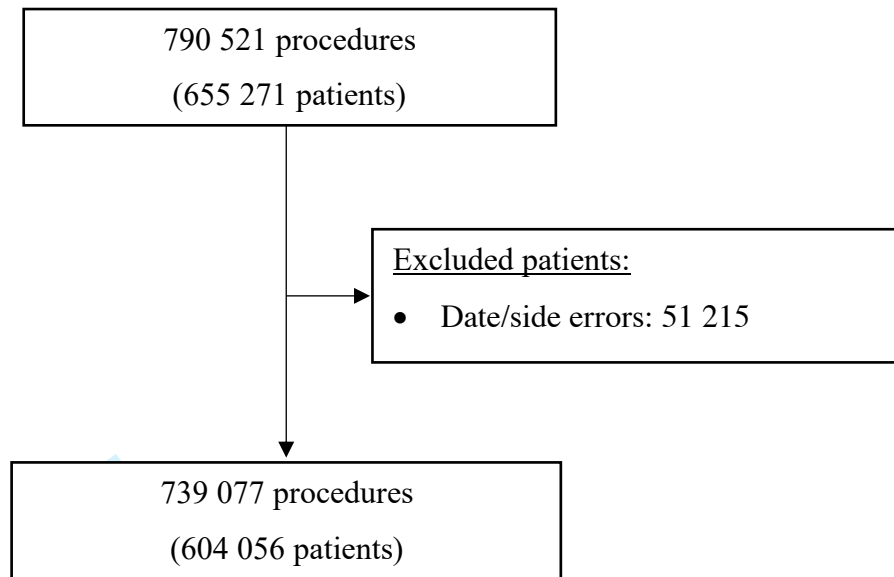 790 521 procedures
(655 271 patients)
Excluded patients:
• Date/side errors: 51 215
739 077 procedures
(604 056 patients)